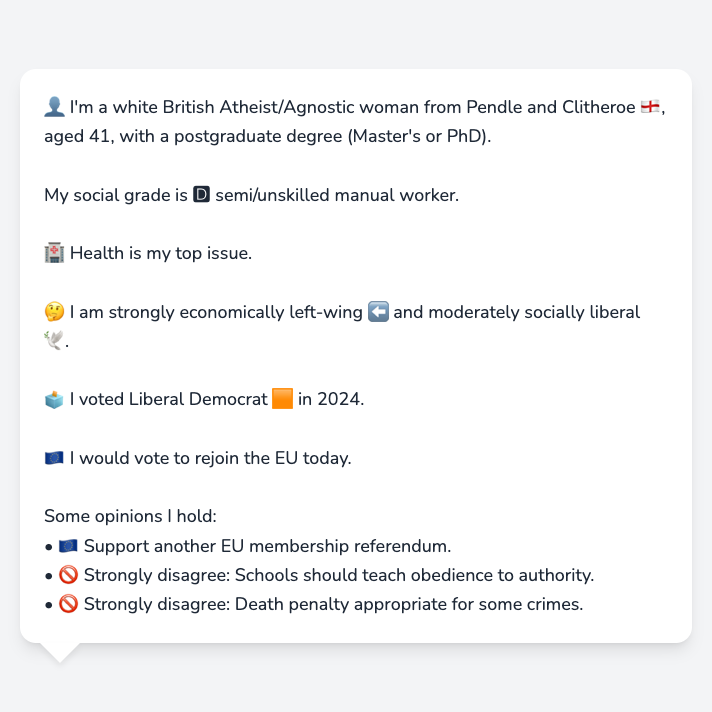 👤 I'm a white British Atheist/Agnostic woman from Pendle and Clitheroe 🏴󠁧󠁢󠁥󠁮󠁧󠁿,
aged 41, with a postgraduate degree (Master's or PhD).
My social grade is 🅳 semi/unskilled manual worker.
🏥 Health is my top issue.
🤔 I am strongly economically left-wing ⬅️ and moderately socially liberal
🕊️.
🗳️ I voted Liberal Democrat 🟧 in 2024.
🇪🇺 I would vote to rejoin the EU today.
Some opinions I hold:
• 🇪🇺 Support another EU membership referendum.
• 🚫 Strongly disagree: Schools should teach obedience to authority.
• 🚫 Strongly disagree: Death penalty appropriate for some crimes.